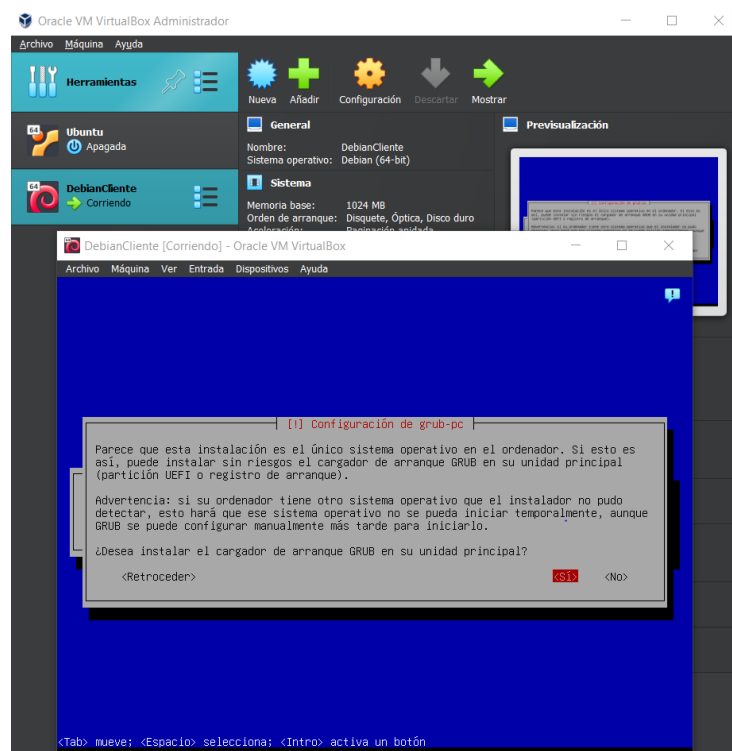 Oracle VM VirtualBox Administrador
Archivo Máquina Ayuda
Herramientas
Nueva Añadir Configuración Descartar Mostrar
64 Ubuntu
Apagada
64 DebianCliente
Corriendo
General
Nombre: DebianCliente
Sistema operativo: Debian (64-bit)
Sistema
Memoria base: 1024 MB
Orden de arranque: Disquete, Óptica, Disco duro
Aceleración: Paginación anidada
Previsualización
DebianCliente [Corriendo] - Oracle VM VirtualBox
Archivo Máquina Ver Entrada Dispositivos Ayuda
[!] Configuración de grub-pc
Parece que esta instalación es el único sistema operativo en el ordenador. Si esto es
así, puede instalar sin riesgos el cargador de arranque GRUB en su unidad principal
(partición UEFI o registro de arranque).
Advertencia: si su ordenador tiene otro sistema operativo que el instalador no pudo
detectar, esto hará que ese sistema operativo no se pueda iniciar temporalmente, aunque
GRUB se puede configurar manualmente más tarde para iniciarlo.
¿Desea instalar el cargador de arranque GRUB en su unidad principal?
<Retroceder> <Sí> <No>
<Tab> mueve; <Espacio> selecciona; <Intro> activa un botón